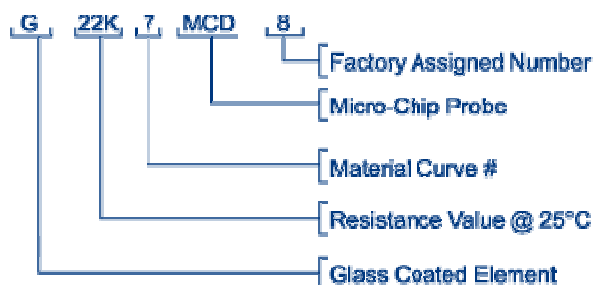 G 22K 7 MCD 8
Factory Assigned Number
Micro-Chip Probe
Material Curve #
Resistance Value @ 25°C
Glass Coated Element